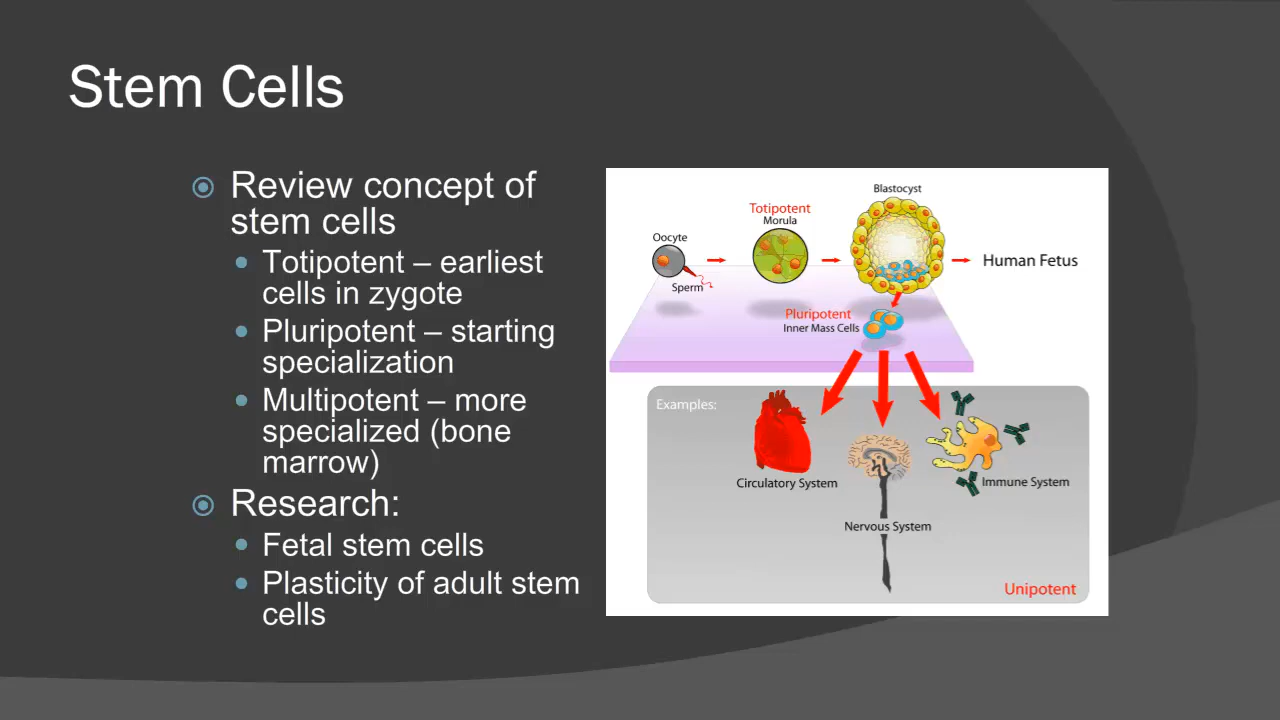 Stem Cells
Review concept of
stem cells
Totipotent – earliest
cells in zygote
Pluripotent – starting
specialization
Multipotent – more
specialized (bone
marrow)
Research:
Fetal stem cells
Plasticity of adult stem
cells
Blastocyst
Totipotent
Morula
Oocyte
Sperm
Human Fetus
Pluripotent
Inner Mass Cells
Examples:
Circulatory System
Immune System
Nervous System
Unipotent